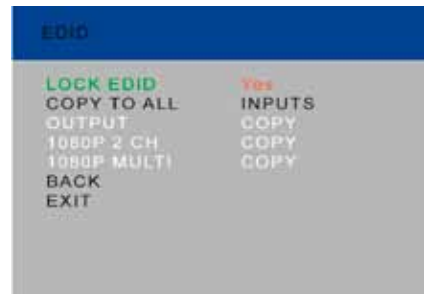 EDID
LOCK EDID Yes
COPY TO ALL INPUTS
OUTPUT COPY
1080P 2 CH COPY
1080P MULTI COPY
BACK
EXIT